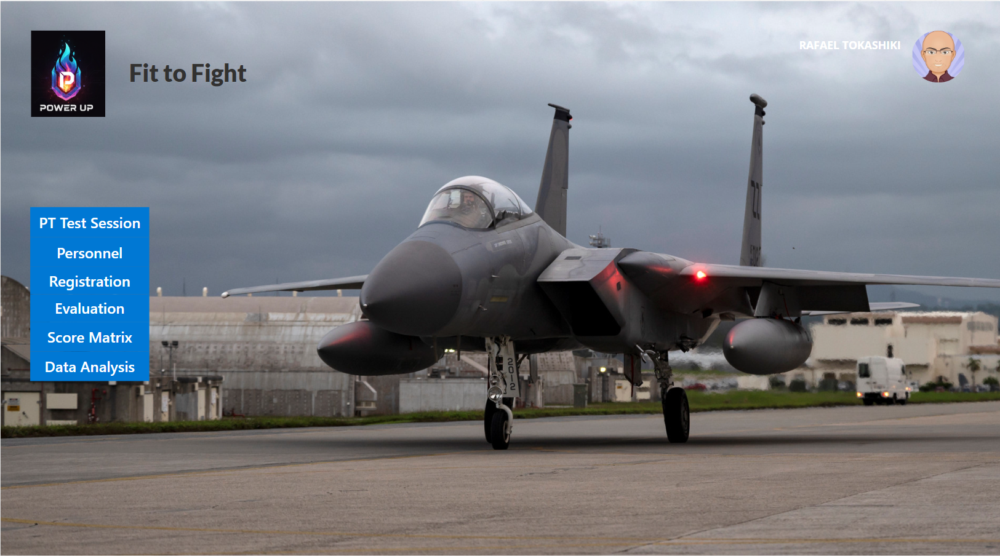 RAFAEL TOKASHIKI
Fit to Fight
P
POWER UP
PT Test Session
Personnel
Registration
Evaluation
Score Matrix
Data Analysis
ZZ
2012